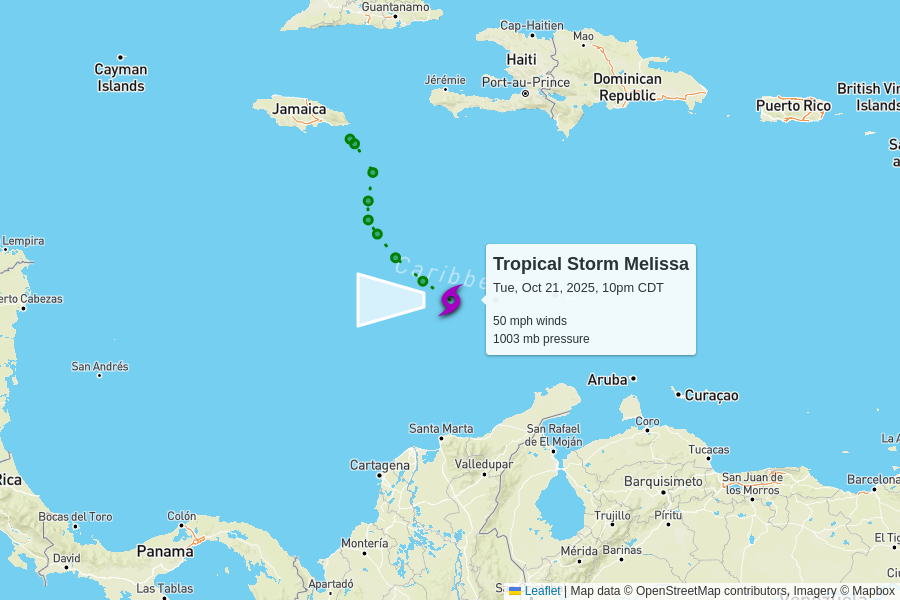 Guantanamo
Cap-Haitien
Mao
Cayman
Islands
Haiti
Jérémie
Port-au-Prince
Dominican
Republic
Jamaica
Puerto Rico
British Vir
Islands
Sa
a
Lempira
Caribbe
Tropical Storm Melissa
Tue, Oct 21, 2025, 10pm CDT
50 mph winds
1003 mb pressure
erto Cabezas
San Andrés
Aruba
Curaçao
Santa Marta
San Rafael
de El Moján
Coro
La A
Tucacas
Cartagena
Valledupar
Rica
Barquisimeto
San Juan de
los Morros
Barcelona
Bocas del Toro
Colón
Trujillo
Píritu
Panama
Montería
El Tig
David
Mérida
Barinas
Ciu
Las Tablas
Apartadó
S
Venezuela
Leaflet | Map data © OpenStreetMap contributors, Imagery © Mapbox